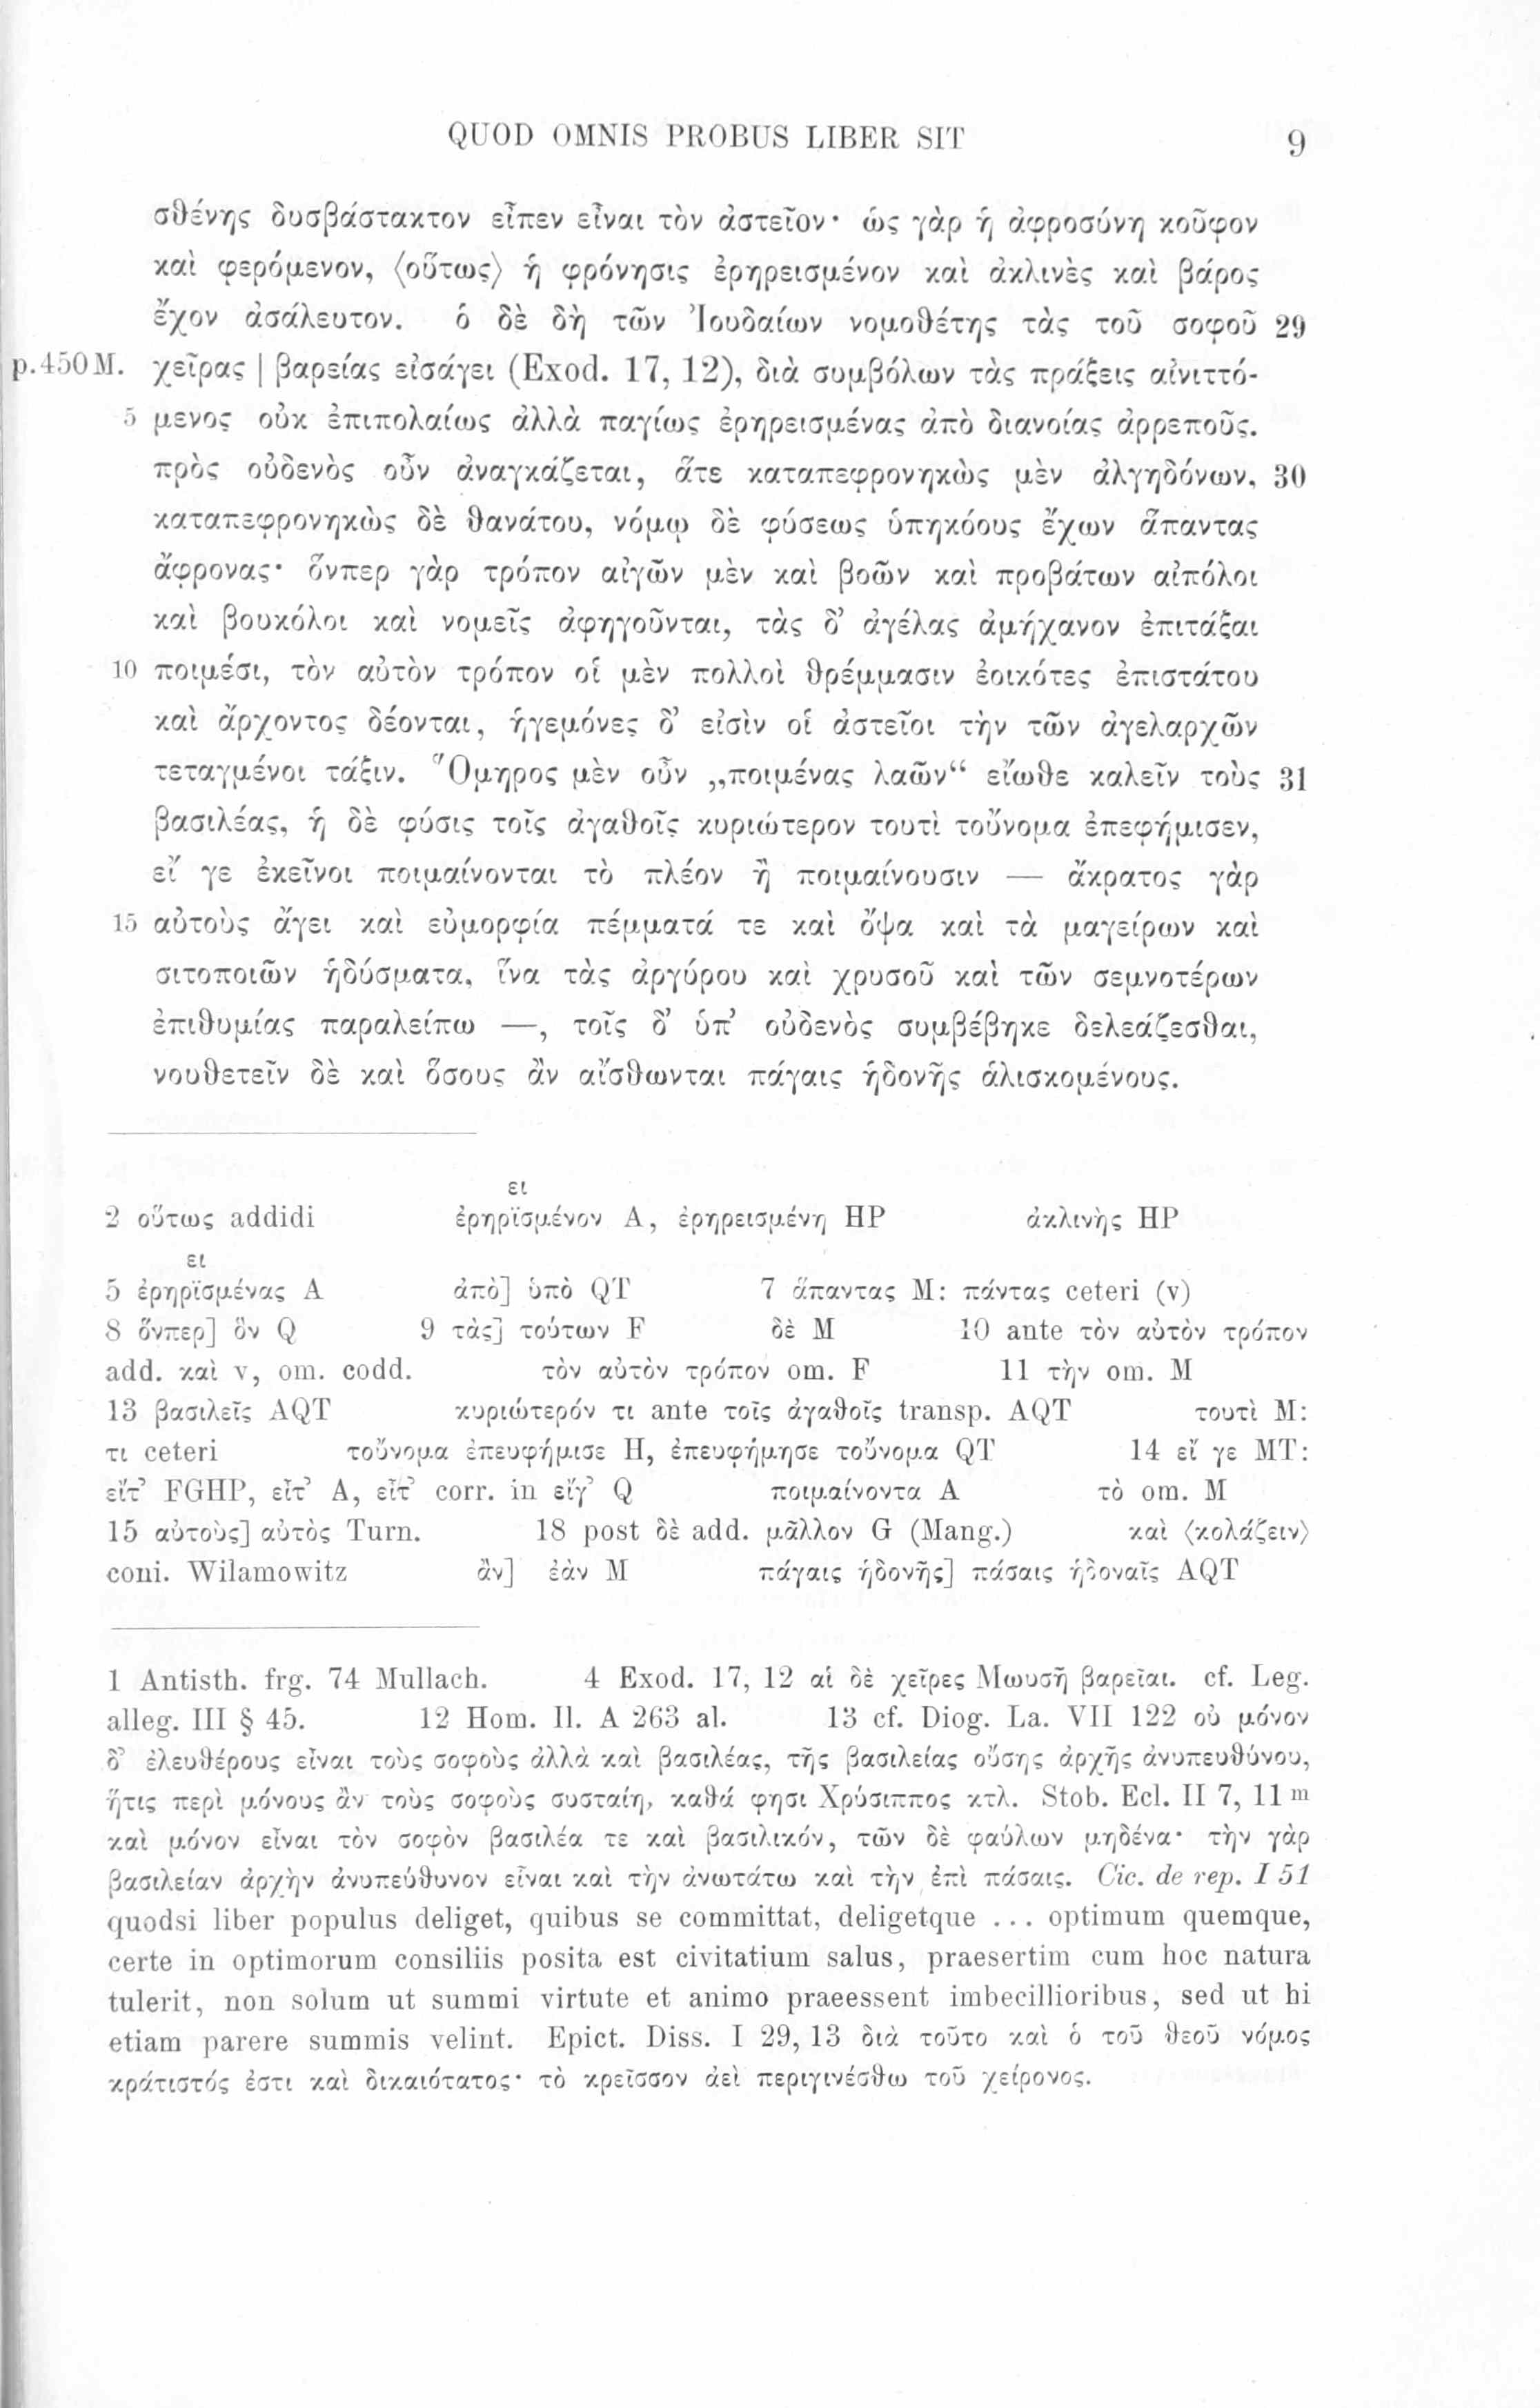 QUOD OMNIS PROBUS LIBER SIT 9
σθένης δυσβάστακτον εἶπεν εἶναι τὸν ἀστεῖον· ὡς γὰρ ἡ ἀφροσύνη κοῦφον
καὶ φερόμενον, ⟨οὕτως⟩ ἡ φρόνησις ἐρηρεισμένον καὶ ἀκλινὲς καὶ βάρος
ἔχον ἀσάλευτον. ὁ δὲ δὴ τῶν Ἰουδαίων νομοθέτης τὰς τοῦ σοφοῦ 29
p. 450 M. χεῖρας | βαρείας εἰσάγει (Exod. 17, 12), διὰ συμβόλων τὰς πράξεις αἰνιττό-
5 μενος οὐκ ἐπιπολαίως ἀλλὰ παγίως ἐρηρεισμένας ἀπὸ διανοίας ἀρρεποῦς.
πρὸς οὐδενὸς οὖν ἀναγκάζεται, ἅτε καταπεφρονηκὼς μὲν ἀλγηδόνων, 30
καταπεφρονηκὼς δὲ θανάτου, νόμῳ δὲ φύσεως ὑπηκόους ἔχων ἅπαντας
ἄφρονας· ὅνπερ γὰρ τρόπον αἰγῶν μὲν καὶ βοῶν καὶ προβάτων αἰπόλοι
καὶ βουκόλοι καὶ νομεῖς ἀφηγοῦνται, τὰς δ’ ἀγέλας ἀμήχανον ἐπιτάξαι
10 ποιμέσι, τὸν αὐτὸν τρόπον οἱ μὲν πολλοὶ θρέμμασιν ἐοικότες ἐπιστάτου
καὶ ἄρχοντος δέονται, ἡγεμόνες δ’ εἰσὶν οἱ ἀστεῖοι τὴν τῶν ἀγελαρχῶν
τεταγμένοι τάξιν. Ὅμηρος μὲν οὖν „ποιμένας λαῶν“ εἴωθε καλεῖν τοὺς 31
βασιλέας, ἡ δὲ φύσις τοῖς ἀγαθοῖς κυριώτερον τουτὶ τοὔνομα ἐπεφήμισεν,
εἴ γε ἐκεῖνοι ποιμαίνονται τὸ πλέον ἢ ποιμαίνουσιν — ἄκρατος γὰρ
15 αὐτοὺς ἄγει καὶ εὐμορφία πέμματά τε καὶ ὄψα καὶ τὰ μαγείρων καὶ
σιτοποιῶν ἡδύσματα, ἵνα τὰς ἀργύρου καὶ χρυσοῦ καὶ τῶν σεμνοτέρων
ἐπιθυμίας παραλείπω —, τοῖς δ’ ὑπ’ οὐδενὸς συμβέβηκε δελεάζεσθαι,
νουθετεῖν δὲ καὶ ὅσους ἂν αἴσθωνται πάγαις ἡδονῆς ἁλισκομένους.
ει
2 οὕτως addidi ἐρηρϊσμένον A, ἐρηρεισμένη HP ἀκλινὴς HP
ει
5 ἐρηρϊσμένας A ἀπὸ] ὑπὸ QT 7 ἅπαντας M: πάντας ceteri (v)
8 ὅνπερ] ὃν Q 9 τὰς] τούτων F δὲ M 10 ante τὸν αὐτὸν τρόπον
add. καὶ v, om. codd. τὸν αὐτὸν τρόπον om. F 11 τὴν om. M
13 βασιλεῖς AQT κυριώτερόν τι ante τοῖς ἀγαθοῖς transp. AQT τουτὶ M:
τι ceteri τοὔνομα ἐπευφήμισε H, ἐπευφήμησε τοὔνομα QT 14 εἴ γε MT:
εἴτ’ FGHP, εἶτ’ A, εἶτ’ corr. in εἴγ’ Q ποιμαίνοντα A τὸ om. M
15 αὐτοὺς] αὐτὸς Turn. 18 post δὲ add. μᾶλλον G (Mang.) καὶ ⟨κολάζειν⟩
coni. Wilamowitz ἂν] ἐὰν M πάγαις ἡδονῆς] πάσαις ἡδοναῖς AQT
1 Antisth. frg. 74 Mullach. 4 Exod. 17, 12 αἱ δὲ χεῖρες Μωυσῆ βαρεῖαι. cf. Leg.
alleg. III § 45. 12 Hom. Il. A 263 al. 13 cf. Diog. La. VII 122 οὐ μόνον
δ’ ἐλευθέρους εἶναι τοὺς σοφοὺς ἀλλὰ καὶ βασιλέας, τῆς βασιλείας οὔσης ἀρχῆς ἀνυπευθύνου,
ἥτις περὶ μόνους ἂν τοὺς σοφοὺς συσταίη, καθά φησι Χρύσιππος κτλ. Stob. Ecl. II 7, 11 m
καὶ μόνον εἶναι τὸν σοφὸν βασιλέα τε καὶ βασιλικόν, τῶν δὲ φαύλων μηδένα· τὴν γὰρ
βασιλείαν ἀρχὴν ἀνυπεύθυνον εἶναι καὶ τὴν ἀνωτάτω καὶ τὴν ἐπὶ πάσαις. Cic. de rep. I 51
quodsi liber populus deliget, quibus se committat, deligetque ... optimum quemque,
certe in optimorum consiliis posita est civitatium salus, praesertim cum hoc natura
tulerit, non solum ut summi virtute et animo praeessent imbecillioribus, sed ut hi
etiam parere summis velint. Epict. Diss. I 29, 13 διὰ τοῦτο καὶ ὁ τοῦ θεοῦ νόμος
κράτιστός ἐστι καὶ δικαιότατος· τὸ κρεῖσσον ἀεὶ περιγινέσθω τοῦ χείρονος.